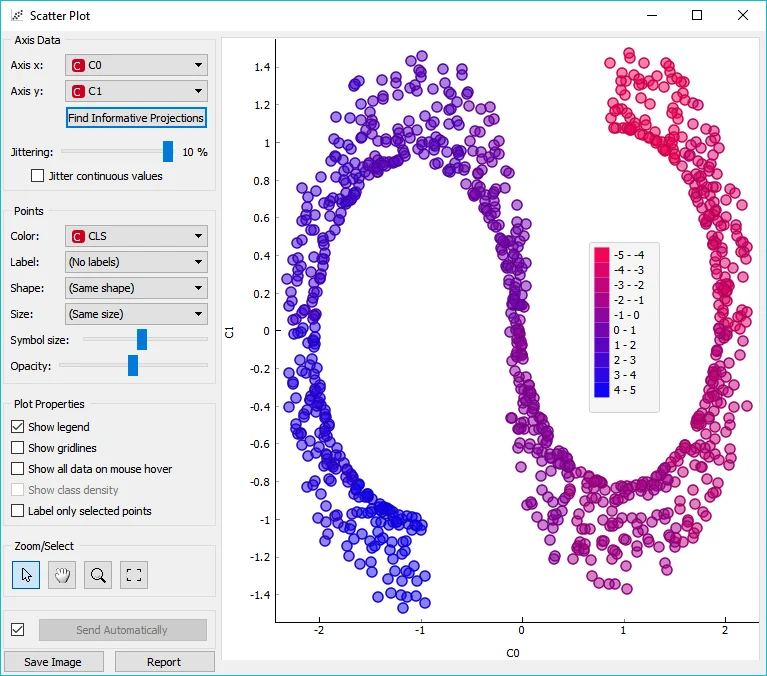 Scatter Plot
Axis Data
Axis x: C C0
Axis y: C C1
Find Informative Projections
Jittering: 10 %
Jitter continuous values
Points
Color: C CLS
Label: (No labels)
Shape: (Same shape)
Size: (Same size)
Symbol size:
Opacity:
Plot Properties
Show legend
Show gridlines
Show all data on mouse hover
Show class density
Label only selected points
Zoom/Select
Send Automatically
Save Image Report
1.4
1.2
1
0.8
0.6
0.4
0.2
0
-0.2
-0.4
-0.6
-0.8
-1
-1.2
-1.4
C1
-5 - -4
-4 - -3
-3 - -2
-2 - -1
-1 - 0
0 - 1
1 - 2
2 - 3
3 - 4
4 - 5
-2 -1 0 1 2
C0